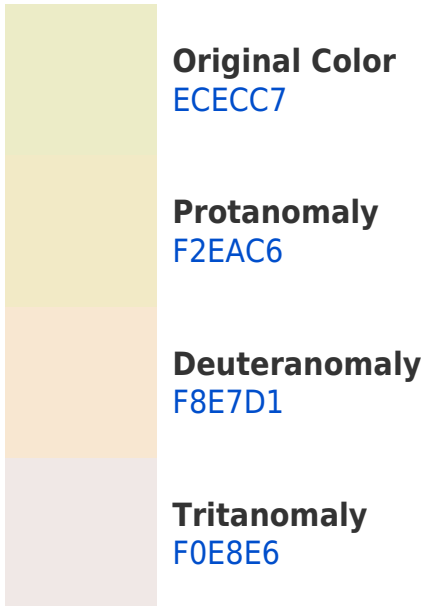 Original Color
ECECC7
Protanomaly
F2EAC6
Deuteranomaly
F8E7D1
Tritanomaly
F0E8E6